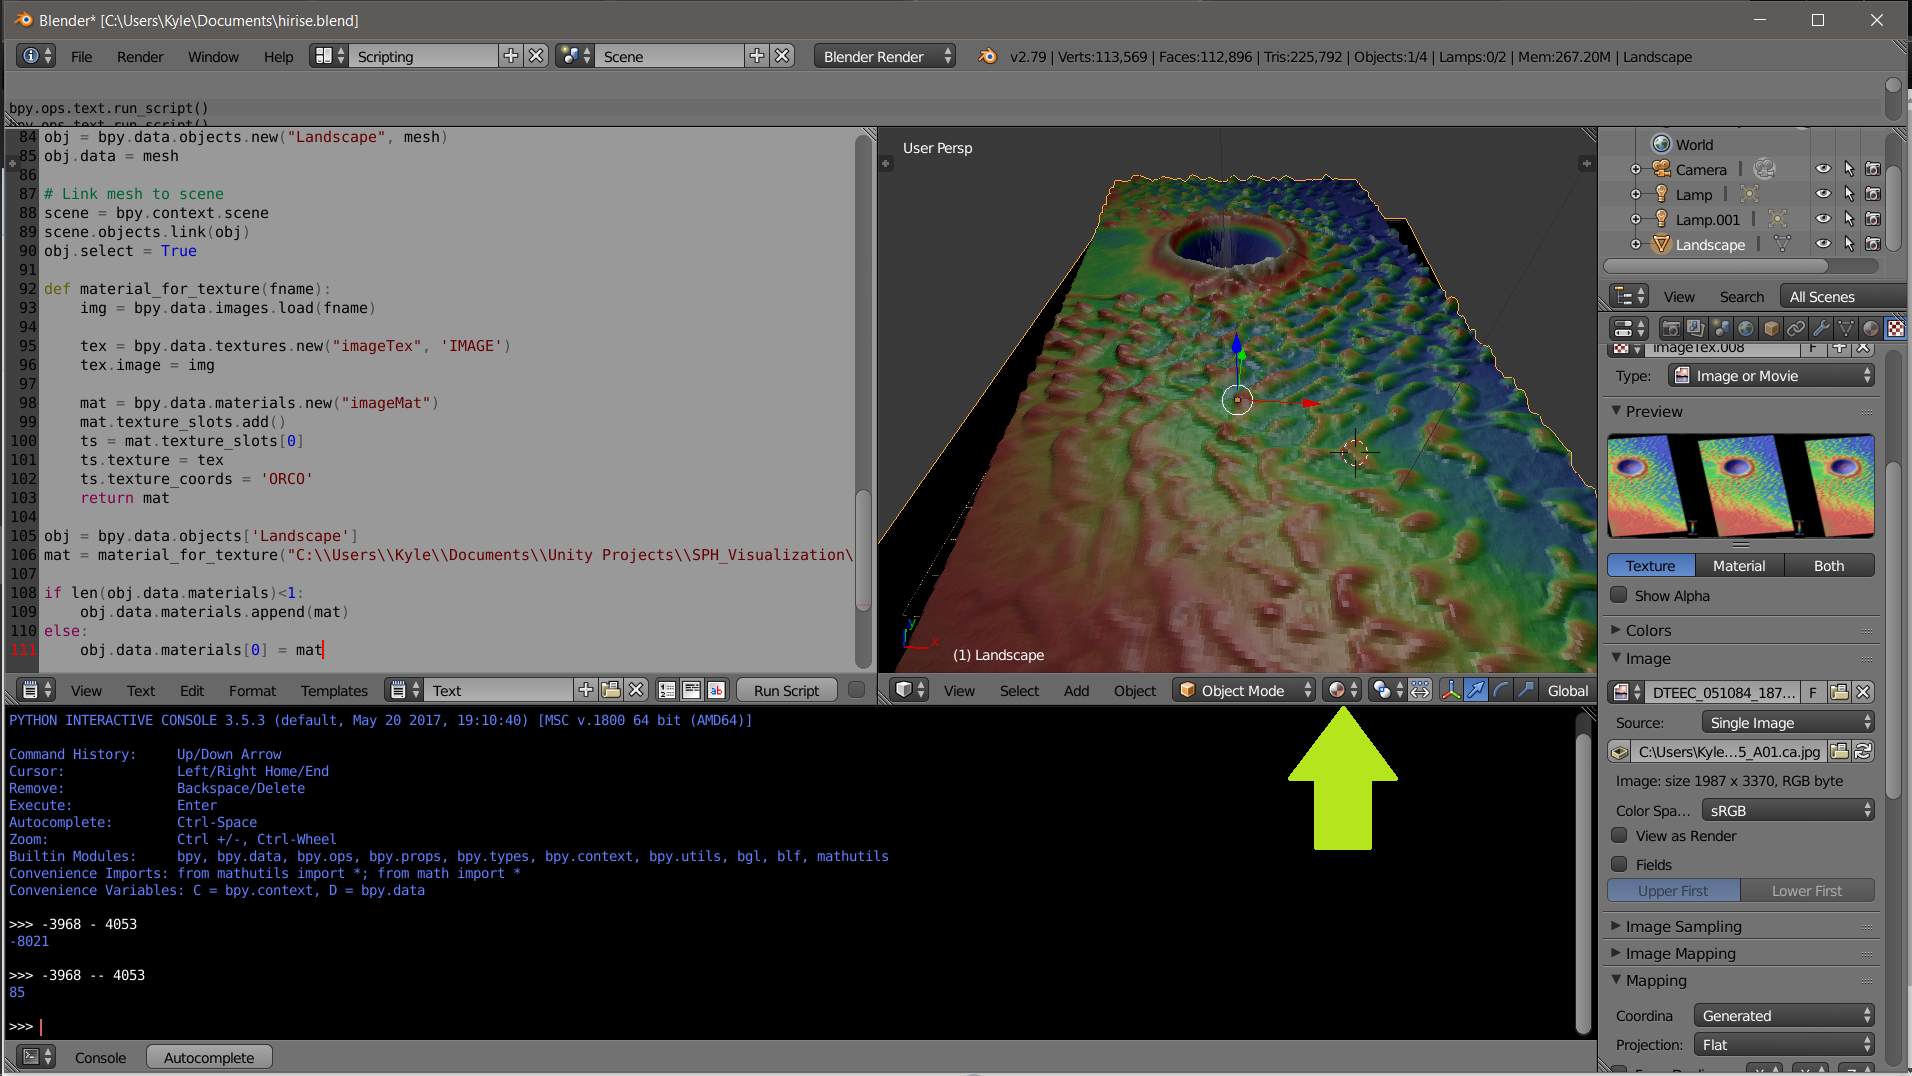 Blender* [C:\Users\Kyle\Documents\hirise.blend]
File Render Window Help Scripting Scene Blender Render v2.79 | Verts:113,569 | Faces:112,896 | Tris:225,792 | Objects:1/4 | Lamps:0/2 | Mem:267.20M | Landscape
bpy.ops.text.run_script()
bpy.ops.text.run_script()
84 obj = bpy.data.objects.new("Landscape", mesh)
85 obj.data = mesh
86
87 # Link mesh to scene
88 scene = bpy.context.scene
89 scene.objects.link(obj)
90 obj.select = True
91
92 def material_for_texture(fname):
93     img = bpy.data.images.load(fname)
94
95     tex = bpy.data.textures.new("imageTex", 'IMAGE')
96     tex.image = img
97
98     mat = bpy.data.materials.new("imageMat")
99     mat.texture_slots.add()
100     ts = mat.texture_slots[0]
101     ts.texture = tex
102     ts.texture_coords = 'ORCO'
103     return mat
104
105 obj = bpy.data.objects['Landscape']
106 mat = material_for_texture("C:\\Users\\Kyle\\Documents\\Unity Projects\\SPH_Visualization\
107
108 if len(obj.data.materials)<1:
109     obj.data.materials.append(mat)
110 else:
111     obj.data.materials[0] = mat
View Text Edit Format Templates Text Run Script
User Persp
y
x
(1) Landscape
View Select Add Object Object Mode Global
PYTHON INTERACTIVE CONSOLE 3.5.3 (default, May 20 2017, 19:10:40) [MSC v.1800 64 bit (AMD64)]
Command History: Up/Down Arrow
Cursor: Left/Right Home/End
Remove: Backspace/Delete
Execute: Enter
Autocomplete: Ctrl-Space
Zoom: Ctrl +/-, Ctrl-Wheel
Builtin Modules: bpy, bpy.data, bpy.ops, bpy.props, bpy.types, bpy.context, bpy.utils, bgl, blf, mathutils
Convenience Imports: from mathutils import *; from math import *
Convenience Variables: C = bpy.context, D = bpy.data
>>> -3968 - 4053
-8021
>>> -3968 -- 4053
85
>>>
Console Autocomplete
World
Camera
Lamp
Lamp.001
Landscape
View Search All Scenes
imageTex.008 F
Type: Image or Movie
Preview
Texture Material Both
Show Alpha
Colors
Image
DTEEC_051084_187... F
Source: Single Image
C:\Users\Kyle...5_A01.ca.jpg
Image: size 1987 x 3370, RGB byte
Color Spa... sRGB
View as Render
Fields
Upper First Lower First
Image Sampling
Image Mapping
Mapping
Coordina Generated
Projection: Flat